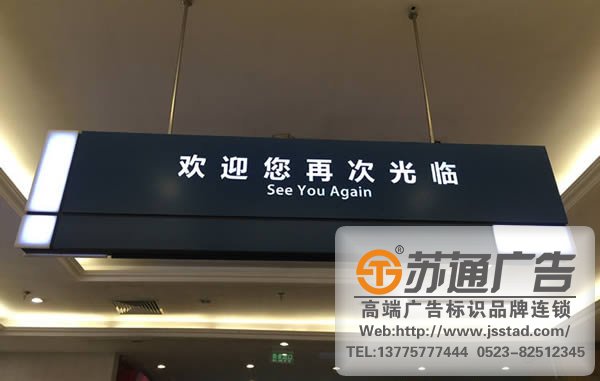 欢迎您再次光临
See You Again
®
苏通广告
高端广告标识品牌连锁
Web:http://www.jsstad.com/
TEL:13775777444 0523-82512345